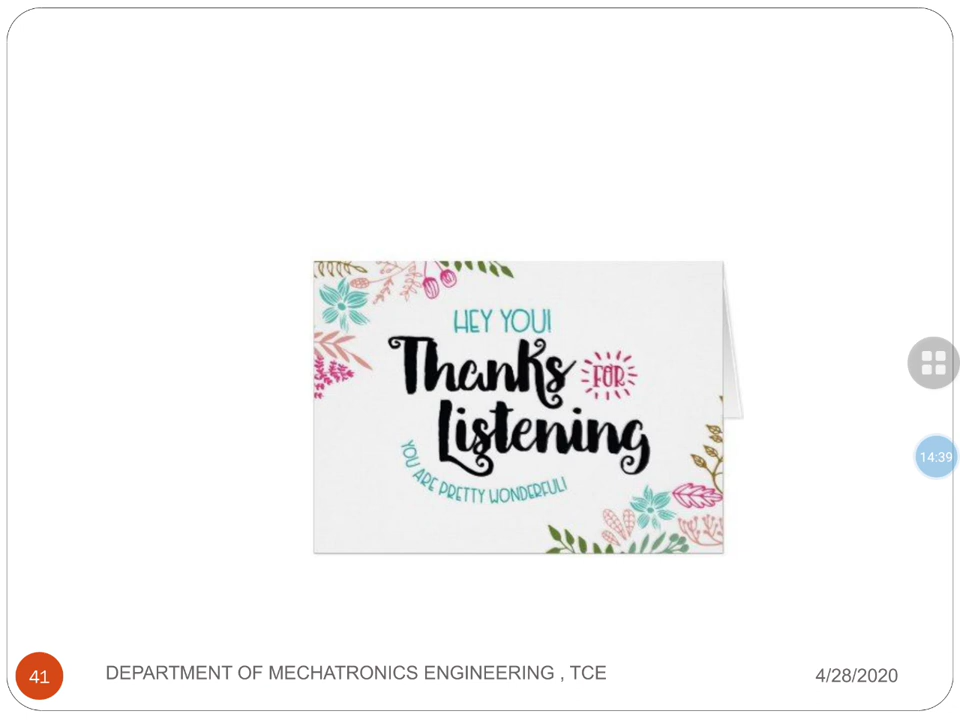 HEY YOU!
Thanks FOR
Listening
YOU ARE PRETTY WONDERFUL!
14:39
41
DEPARTMENT OF MECHATRONICS ENGINEERING , TCE
4/28/2020